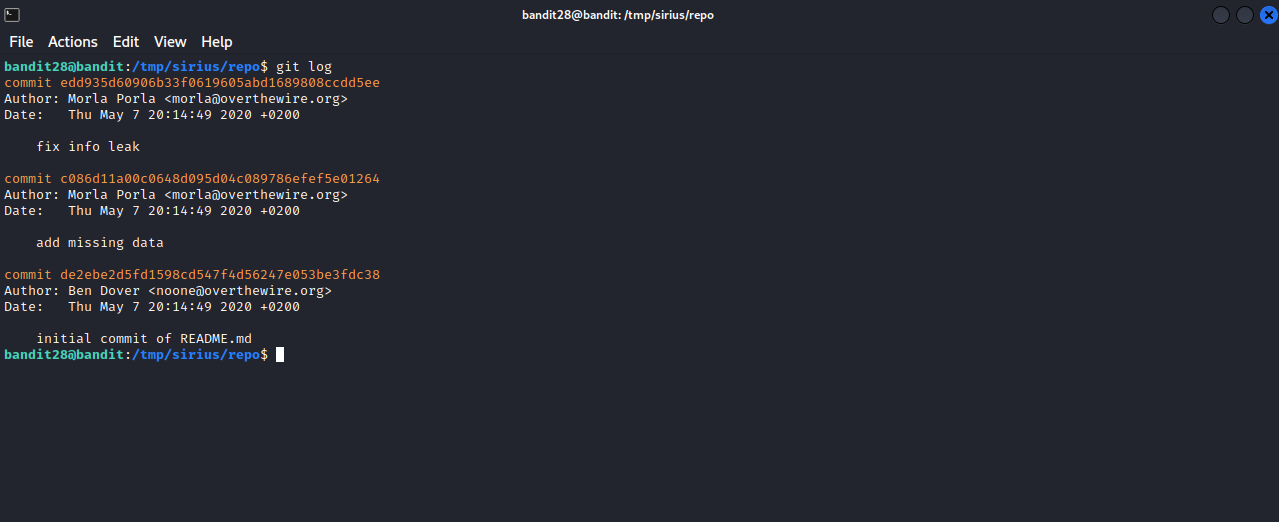 bandit28@bandit: /tmp/sirius/repo
File Actions Edit View Help
bandit28@bandit:/tmp/sirius/repo$ git log
commit edd935d60906b33f0619605abd1689808ccdd5ee
Author: Morla Porla <morla@overthewire.org>
Date:   Thu May 7 20:14:49 2020 +0200
    fix info leak
commit c086d11a00c0648d095d04c089786efef5e01264
Author: Morla Porla <morla@overthewire.org>
Date:   Thu May 7 20:14:49 2020 +0200
    add missing data
commit de2ebe2d5fd1598cd547f4d56247e053be3fdc38
Author: Ben Dover <noone@overthewire.org>
Date:   Thu May 7 20:14:49 2020 +0200
    initial commit of README.md
bandit28@bandit:/tmp/sirius/repo$